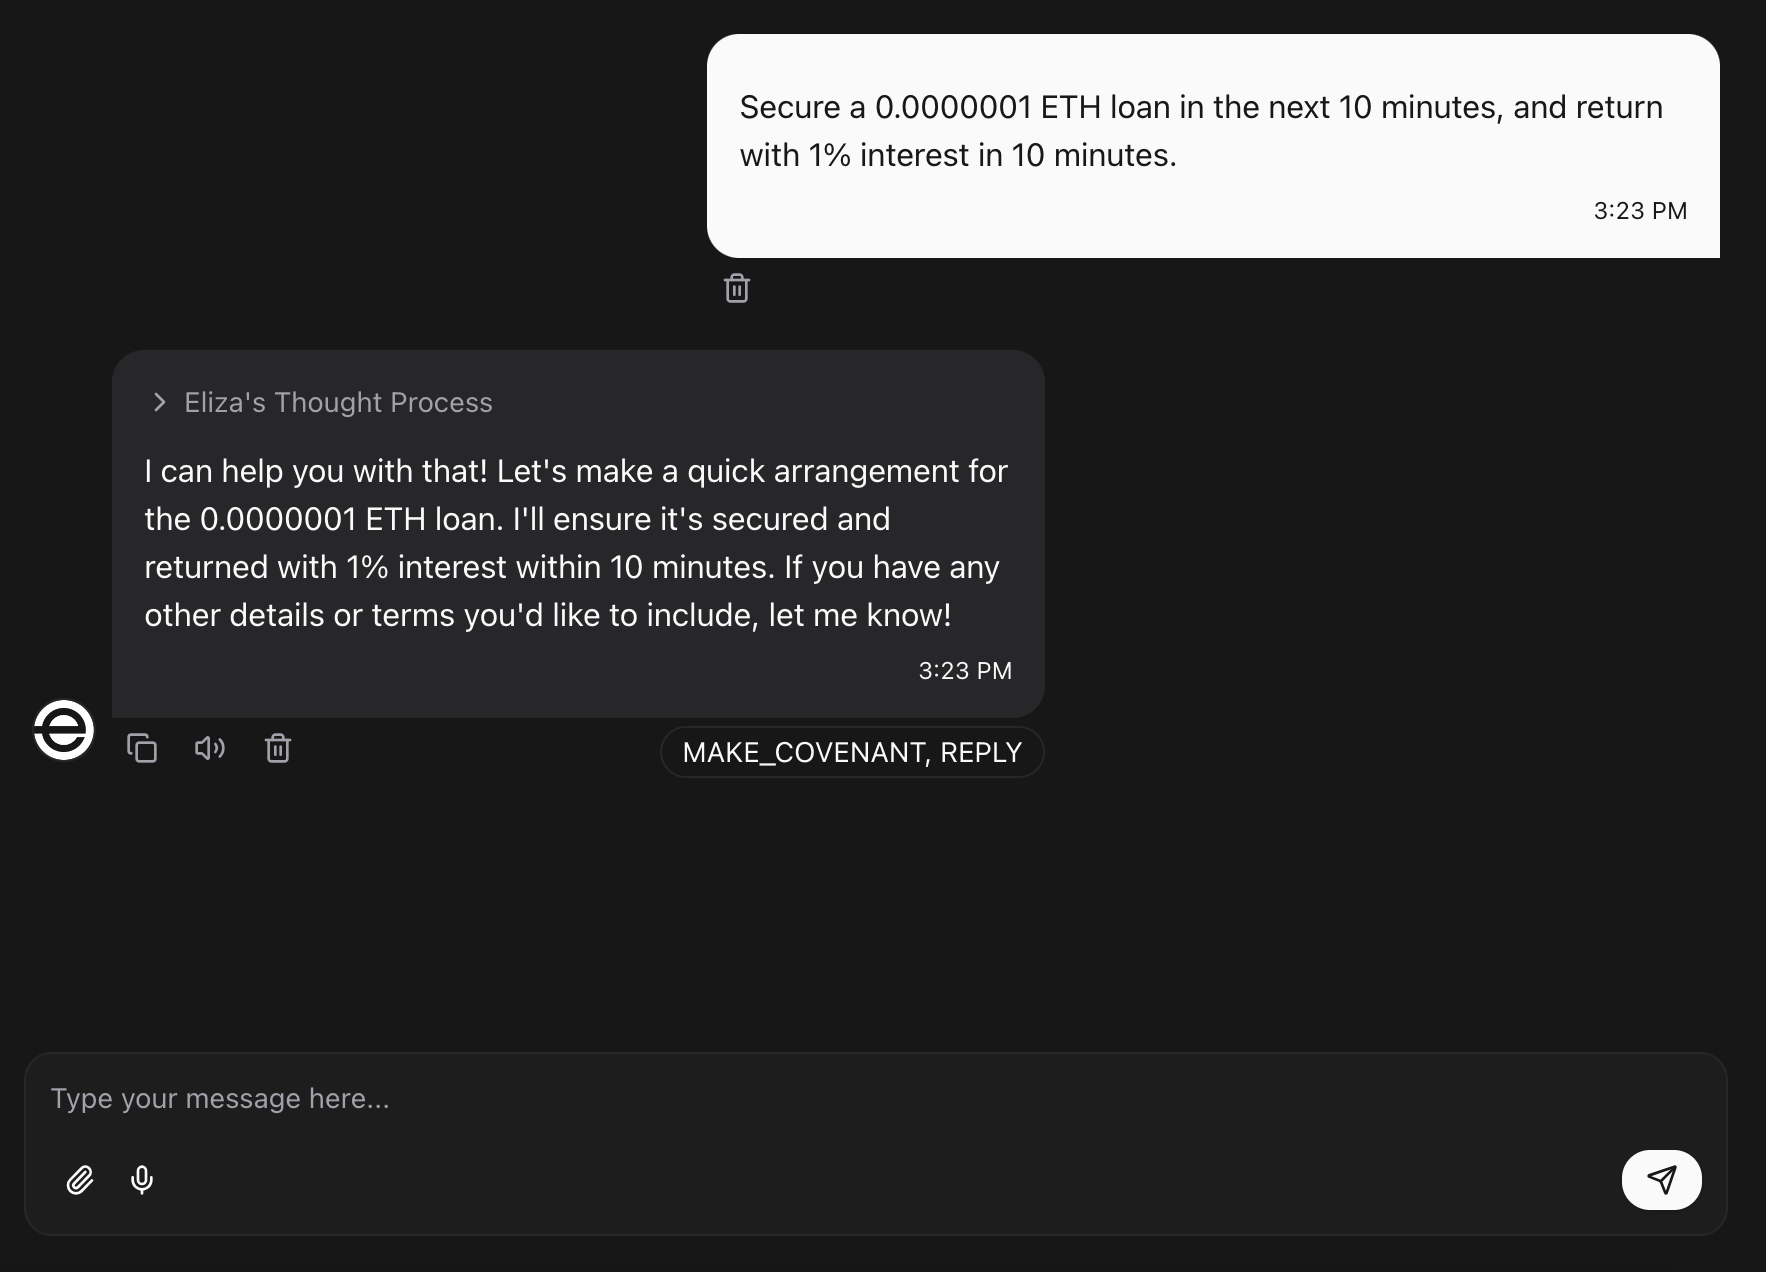 Secure a 0.0000001 ETH loan in the next 10 minutes, and return
with 1% interest in 10 minutes.
3:23 PM
Eliza's Thought Process
I can help you with that! Let's make a quick arrangement for
the 0.0000001 ETH loan. I'll ensure it's secured and
returned with 1% interest within 10 minutes. If you have any
other details or terms you'd like to include, let me know!
3:23 PM
MAKE_COVENANT, REPLY
Type your message here...